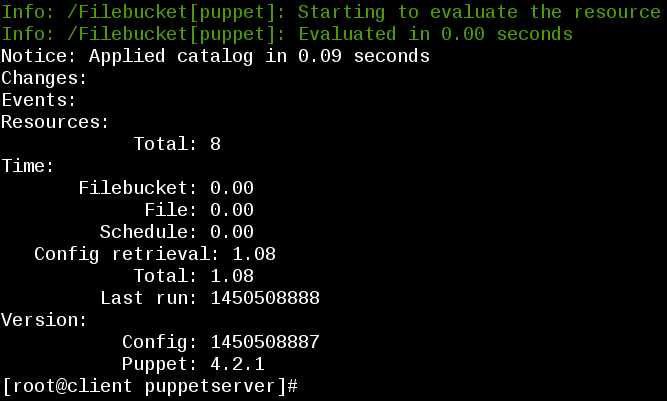 Info: /Filebucket[puppet]: Starting to evaluate the resource
Info: /Filebucket[puppet]: Evaluated in 0.00 seconds
Notice: Applied catalog in 0.09 seconds
Changes:
Events:
Resources:
Total: 8
Time:
Filebucket: 0.00
File: 0.00
Schedule: 0.00
Config retrieval: 1.08
Total: 1.08
Last run: 1450508888
Version:
Config: 1450508887
Puppet: 4.2.1
[root@client puppetserver]#